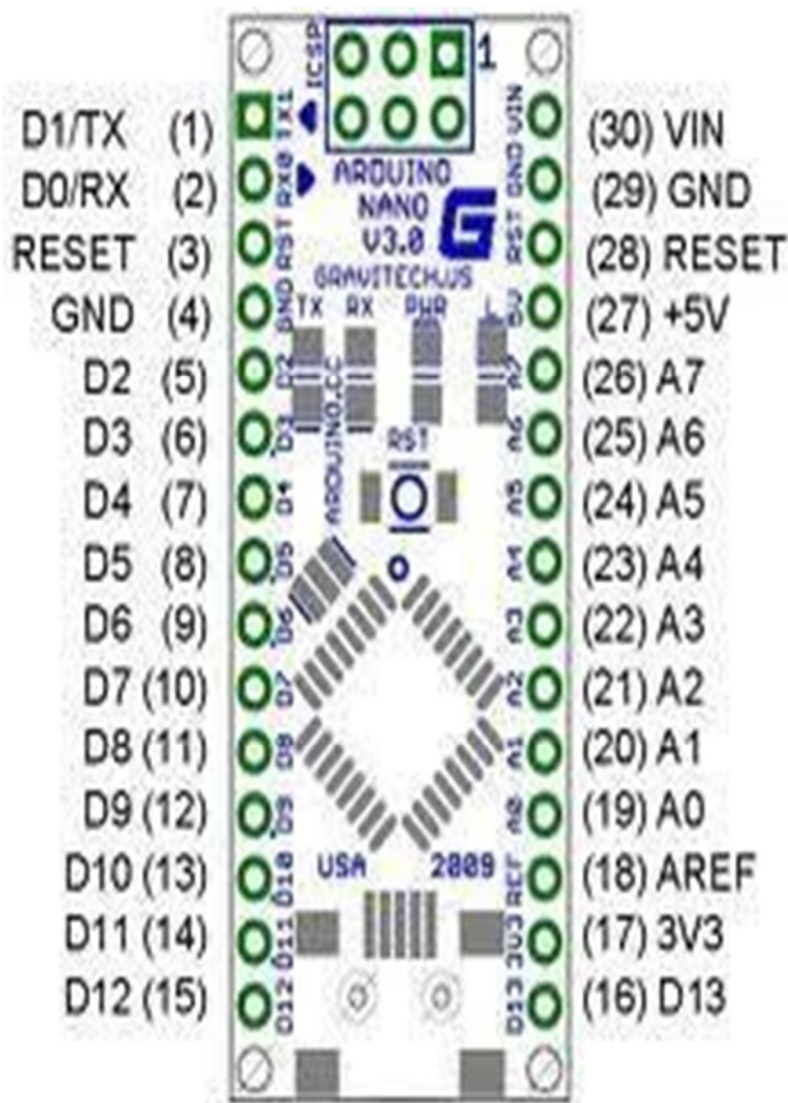 D1/TX (1)
D0/RX (2)
RESET (3)
GND (4)
D2 (5)
D3 (6)
D4 (7)
D5 (8)
D6 (9)
D7 (10)
D8 (11)
D9 (12)
D10 (13)
D11 (14)
D12 (15)
ICSP
1
TX1
RX0
RST
GND
D2
D3
D4
D5
D6
D7
D8
D9
D10
D11
D12
ARDUINO
NANO
V3.0
G
GRAVITECH.US
TX RX PWR L
ARDUINO.CC
RST
USA 2009
VIN
GND
RST
5V
A7
A6
A5
A4
A3
A2
A1
A0
REF
3V3
D13
(30) VIN
(29) GND
(28) RESET
(27) +5V
(26) A7
(25) A6
(24) A5
(23) A4
(22) A3
(21) A2
(20) A1
(19) A0
(18) AREF
(17) 3V3
(16) D13